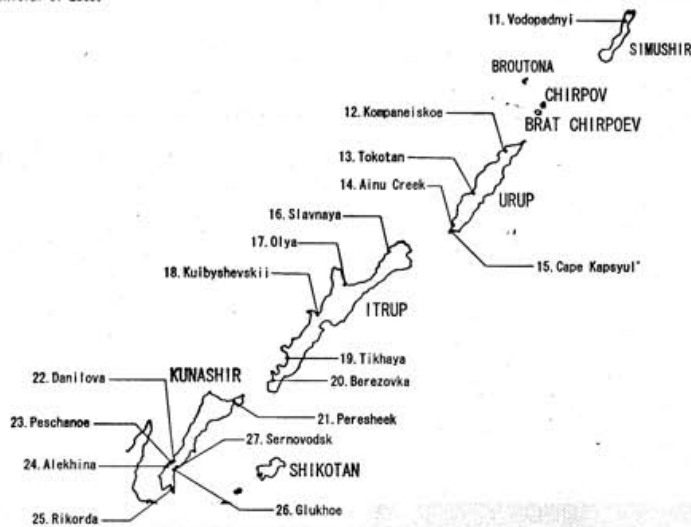 11. Vodopadnyi
SIMUSHIR
BROUTONA
CHIRPOV
12. Kompaneiskoe
BRAT CHIRPOEV
13. Tokotan
14. Ainu Creek
URUP
16. Slavnaya
17. Olya
15. Cape Kapsyul'
18. Kuibyshevskii
ITRUP
19. Tikhaya
KUNASHIR
22. Danilova
20. Berezovka
21. Peresheek
23. Peschanoe
27. Sernovodsk
24. Alekhina
SHIKOTAN
26. Glukhoe
25. Rikorda